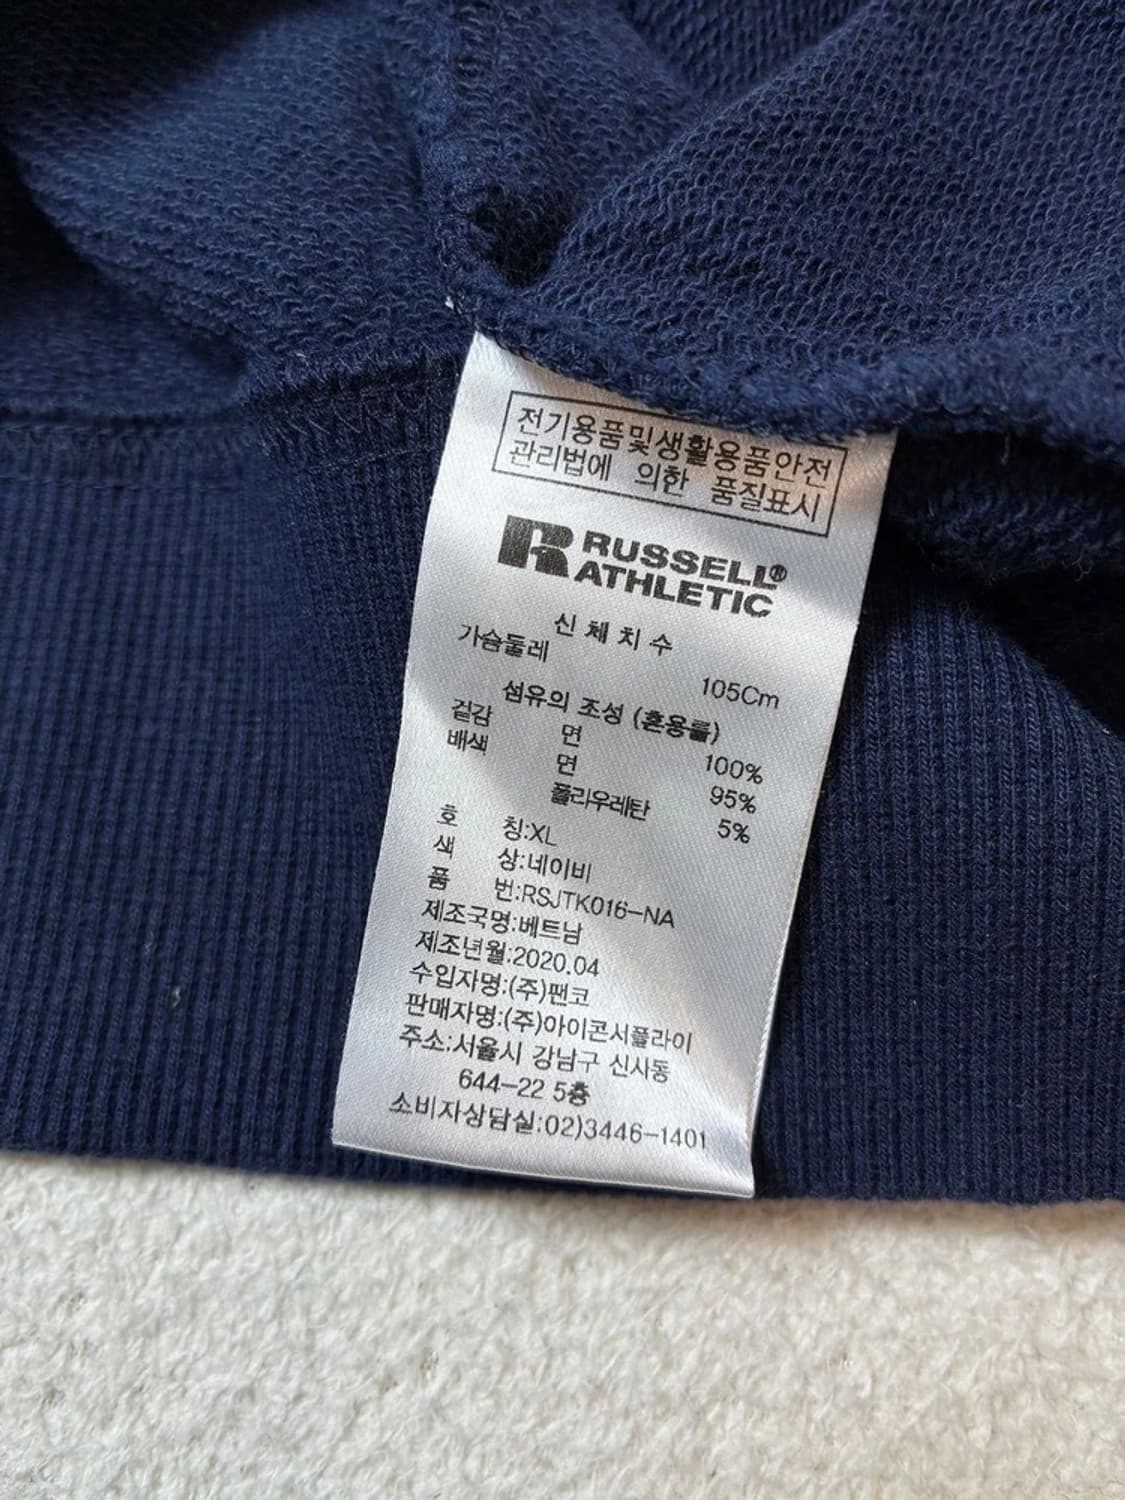 전기용품및생활용품안전
관리법에 의한 품질표시
RUSSELL®
ATHLETIC
신체치수
가슴둘레 105Cm
섬유의 조성 (혼용률)
겉감 면 100%
배색 면 95%
폴리우레탄 5%
호 칭:XL
색 상:네이비
품 번:RSJTK016-NA
제조국명:베트남
제조년월:2020.04
수입자명:(주)팬코
판매자명:(주)아이콘서플라이
주소:서울시 강남구 신사동
644-22 5층
소비자상담실:02)3446-1401